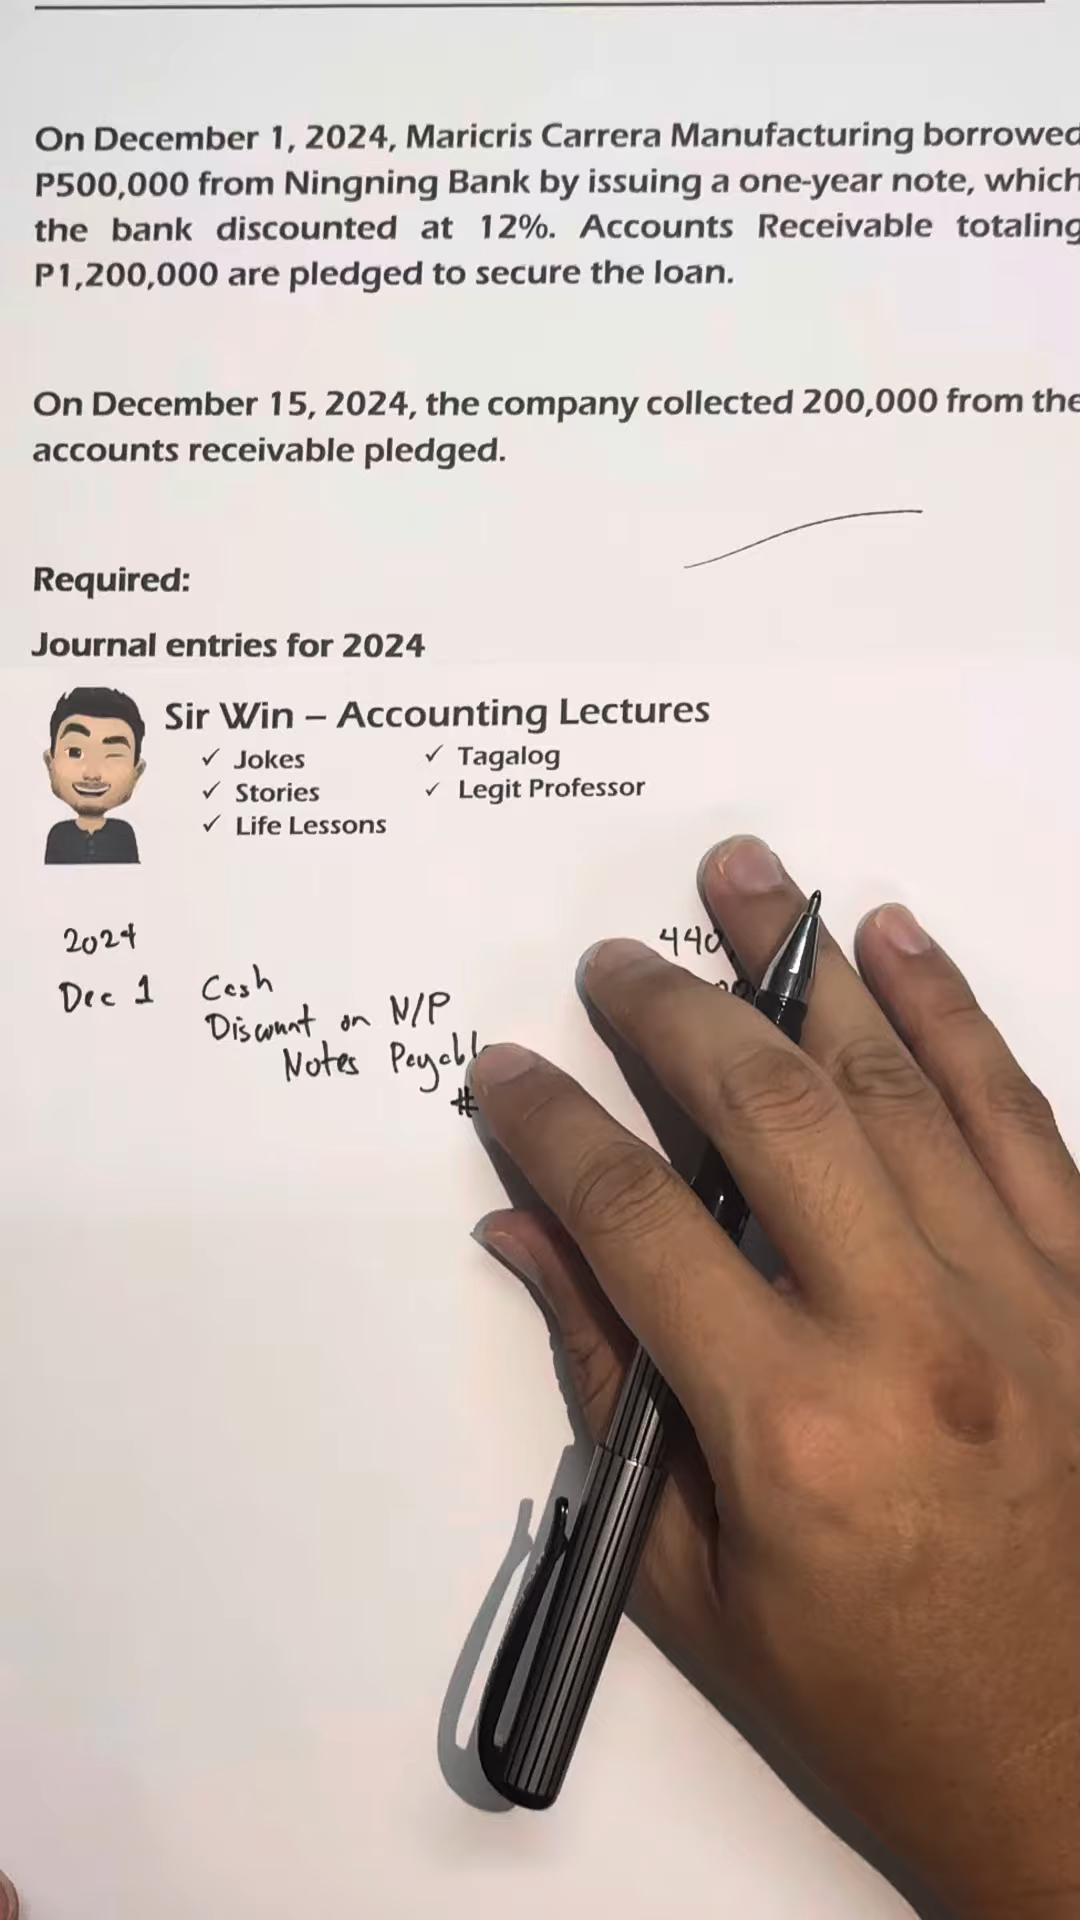 On December 1, 2024, Maricris Carrera Manufacturing borrowed
P500,000 from Ningning Bank by issuing a one-year note, which
the bank discounted at 12%. Accounts Receivable totaling
P1,200,000 are pledged to secure the loan.
On December 15, 2024, the company collected 200,000 from the
accounts receivable pledged.
Required:
Journal entries for 2024
Sir Win – Accounting Lectures
✓ Jokes ✓ Tagalog
✓ Stories ✓ Legit Professor
✓ Life Lessons
2024
440,
Dec 1 Cash
Discount on N/P
Notes
#